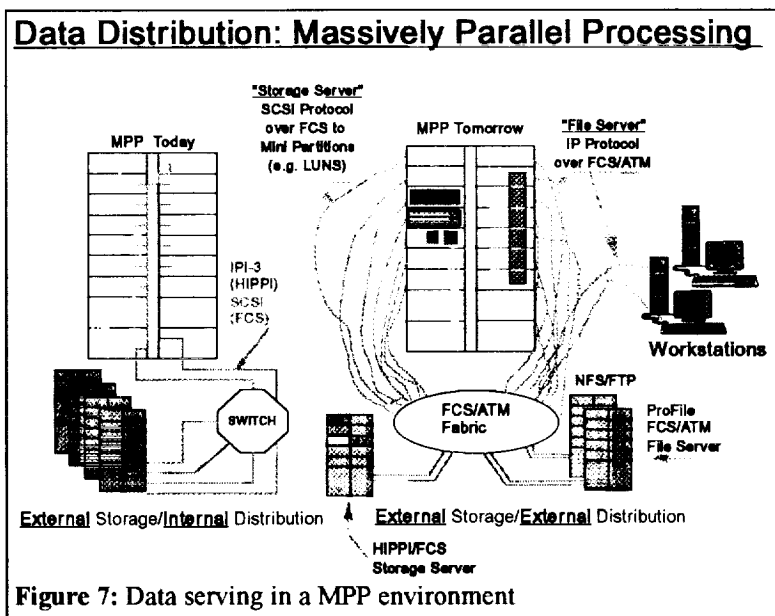 Data Distribution: Massively Parallel Processing
"Storage Server"
SCSI Protocol
over FCS to
Mini Partitions
(e.g. LUNS)
MPP Today
MPP Tomorrow
"File Server"
IP Protocol
over FCS/ATM
IPI-3
(HIPPI)
SCSI
(FCS)
Workstations
SWITCH
FCS/ATM
Fabric
NFS/FTP
ProFile
FCS/ATM
File Server
External Storage/Internal Distribution
External Storage/External Distribution
HIPPI/FCS
Storage Server
Figure 7: Data serving in a MPP environment